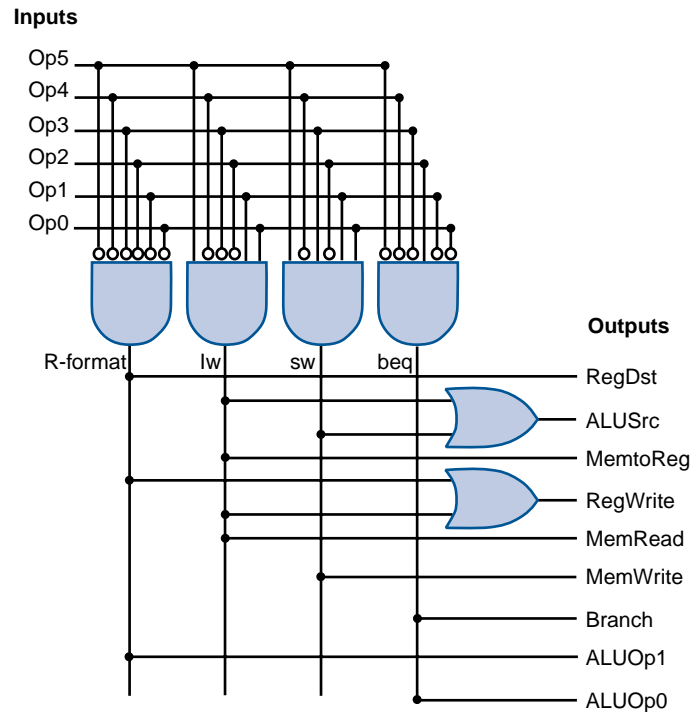 Inputs
Op5
Op4
Op3
Op2
Op1
Op0
Outputs
R-format
lw
sw
beq
RegDst
ALUSrc
MemtoReg
RegWrite
MemRead
MemWrite
Branch
ALUOp1
ALUOp0